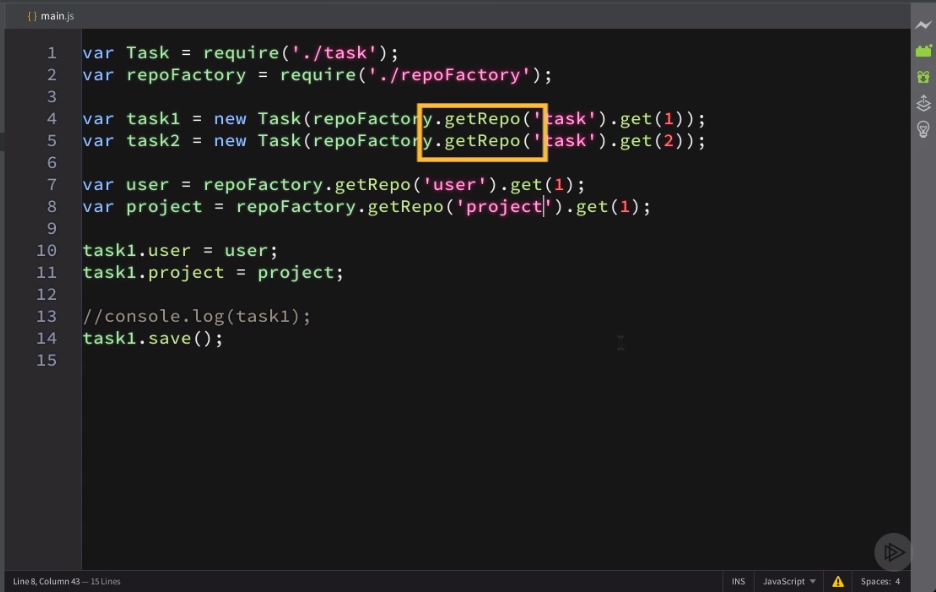 { } main.js
1 var Task = require('./task');
2 var repoFactory = require('./repoFactory');
3
4 var task1 = new Task(repoFactory.getRepo('task').get(1));
5 var task2 = new Task(repoFactory.getRepo('task').get(2));
6
7 var user = repoFactory.getRepo('user').get(1);
8 var project = repoFactory.getRepo('project').get(1);
9
10 task1.user = user;
11 task1.project = project;
12
13 //console.log(task1);
14 task1.save();
15
Line 8, Column 43 — 15 Lines INS JavaScript Spaces: 4